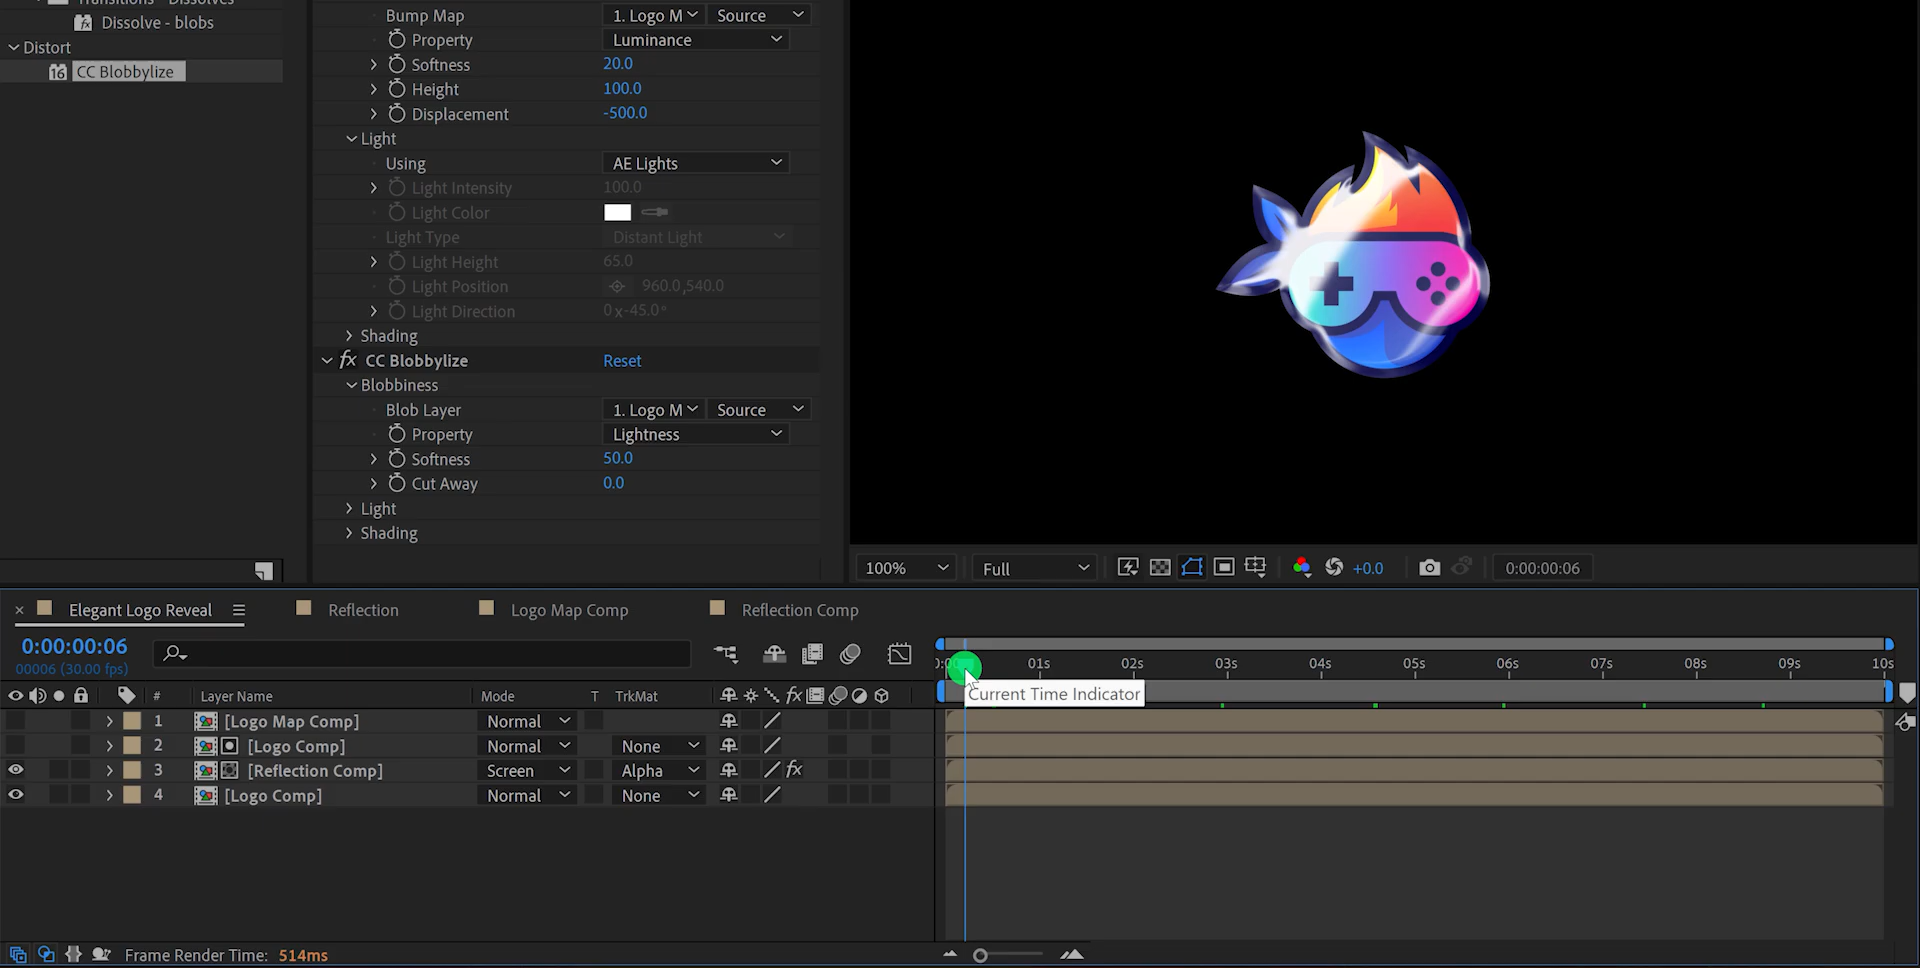 Transitions - Dissolves
Dissolve - blobs
Distort
16 CC Blobbylize
Bump Map 1. Logo M Source
Property Luminance
Softness 20.0
Height 100.0
Displacement -500.0
Light
Using AE Lights
Light Intensity 100.0
Light Color
Light Type Distant Light
Light Height 65.0
Light Position 960.0,540.0
Light Direction 0x-45.0°
Shading
fx CC Blobbylize Reset
Blobbiness
Blob Layer 1. Logo M Source
Property Lightness
Softness 50.0
Cut Away 0.0
Light
Shading
100% Full +0.0 0:00:00:06
× Elegant Logo Reveal Reflection Logo Map Comp Reflection Comp
0:00:00:06
00006 (30.00 fps)
01s 02s 03s 04s 05s 06s 07s 08s 09s 10s
Current Time Indicator
# Layer Name Mode T TrkMat fx
1 [Logo Map Comp] Normal
2 [Logo Comp] Normal None
3 [Reflection Comp] Screen Alpha fx
4 [Logo Comp] Normal None
Frame Render Time: 514ms